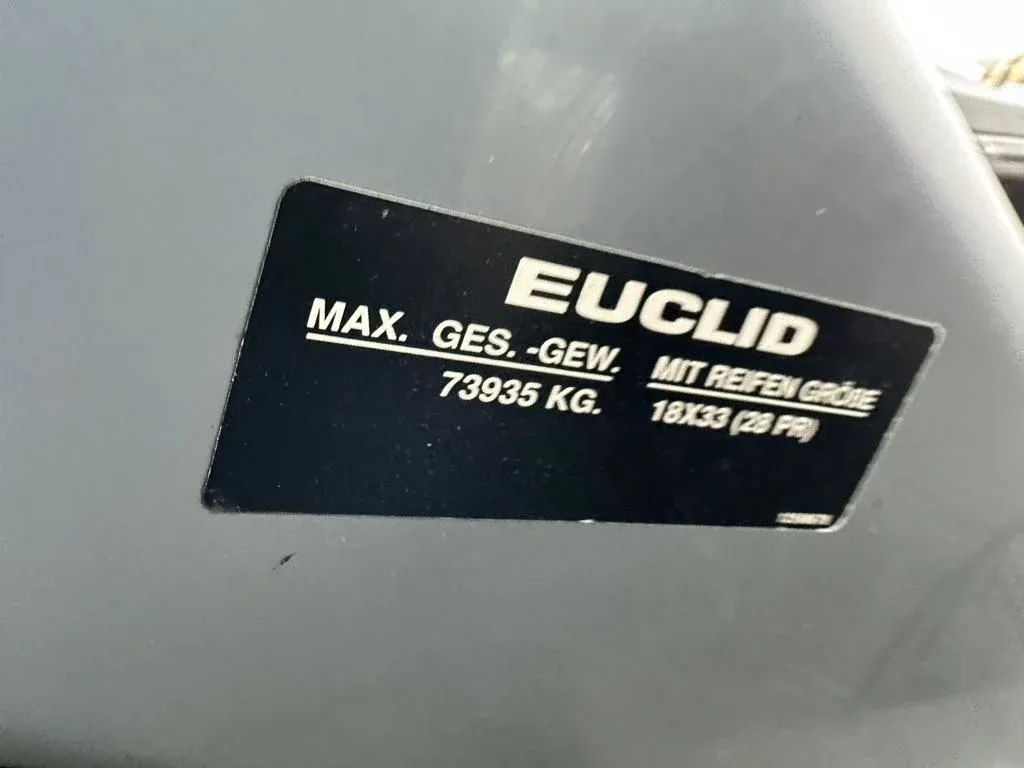 EUCLID
MAX. GES. -GEW.
73935 KG.
MIT REIFEN GRÖßE
18X33 (28 PR)